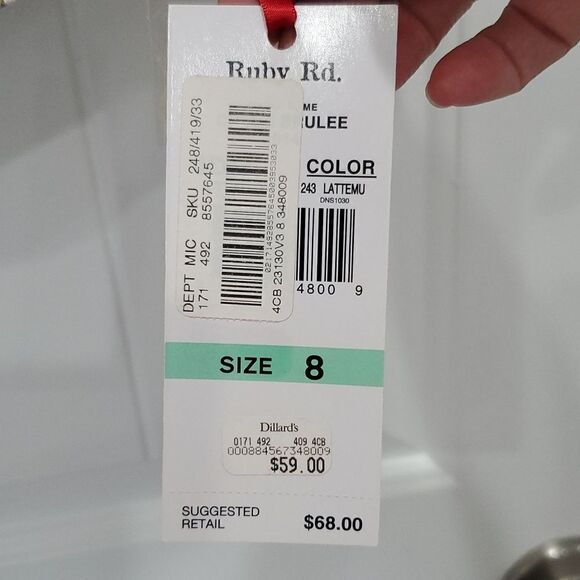 Ruby Rd.
ME
RULEE
COLOR
243 LATTEMU
DNS1030
4800 9
DEPT MIC SKU 248/419/33
171 492 8557645
4CB 23130V3 8 348009
SIZE 8
Dillard's
0171 492 409 4CB
000884567348009
$59.00
SUGGESTED
RETAIL $68.00